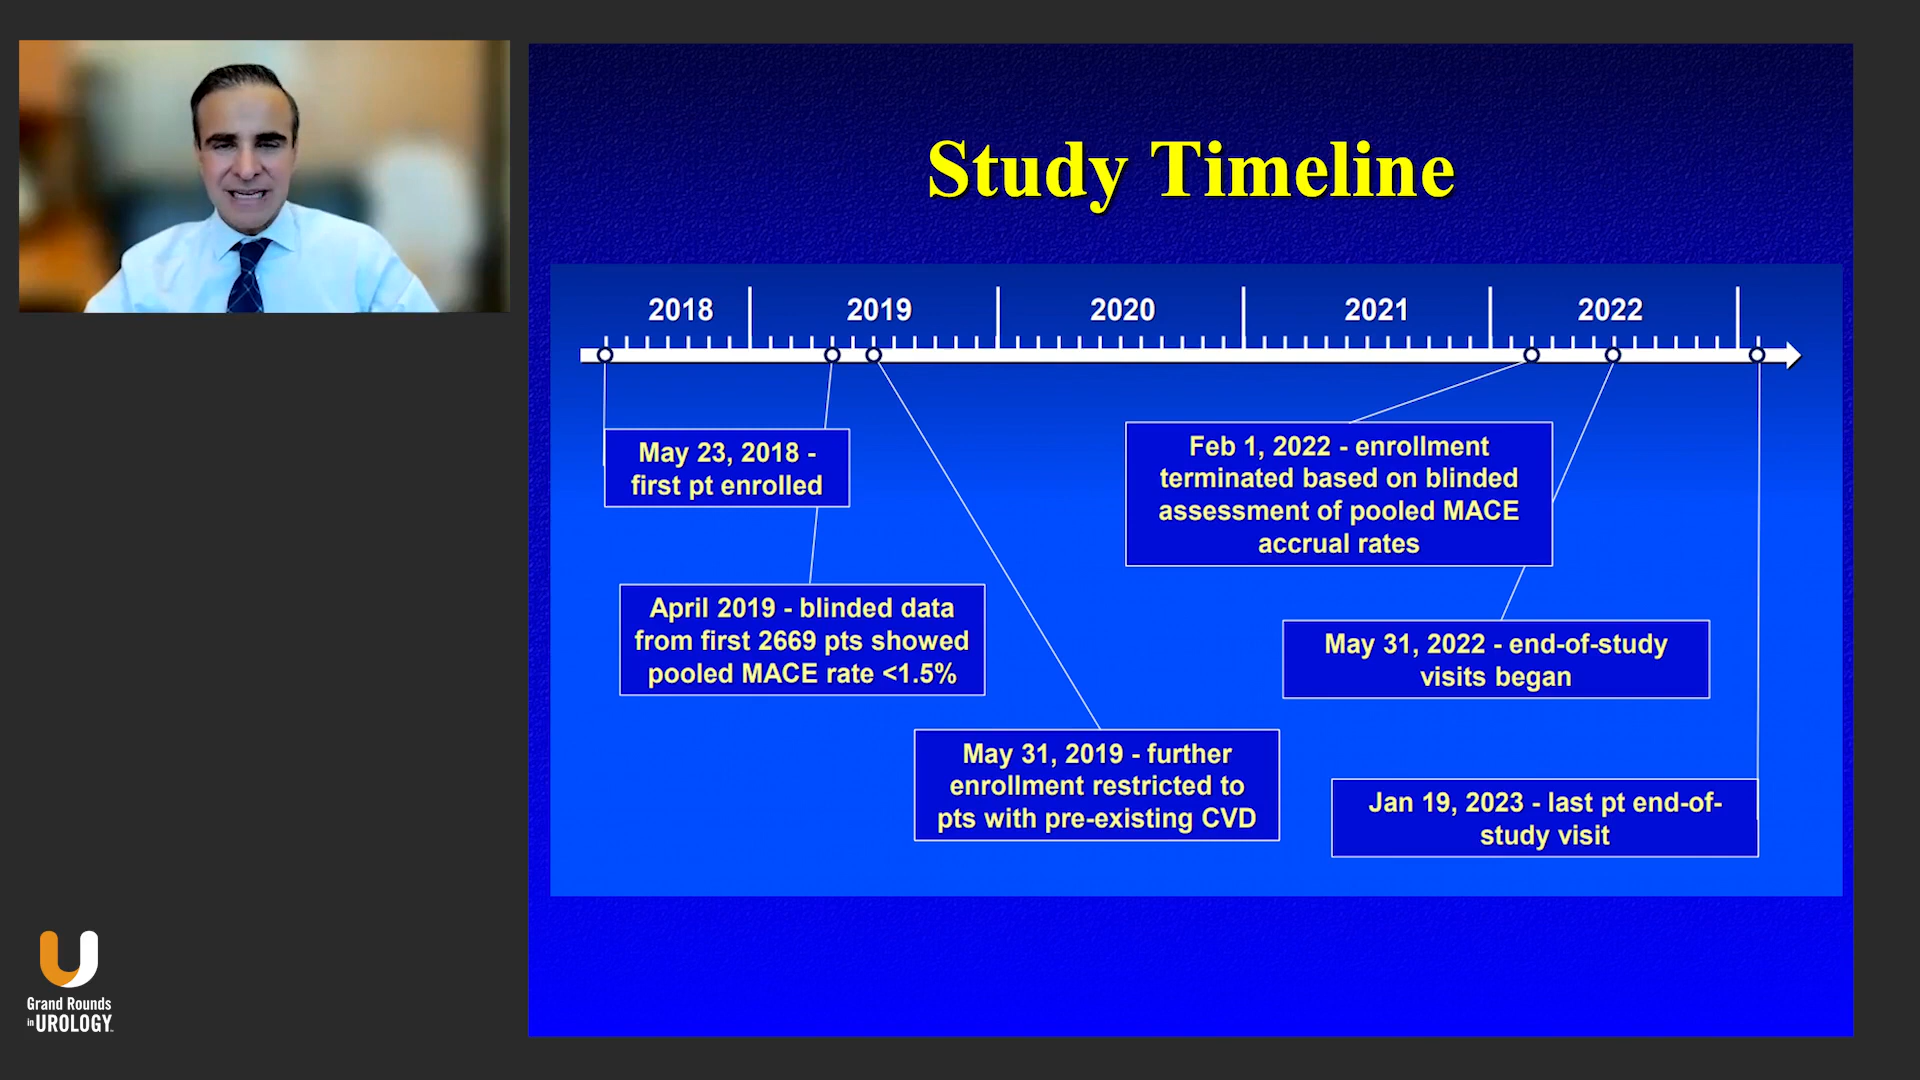 Study Timeline
2018 2019 2020 2021 2022
May 23, 2018 -
first pt enrolled
April 2019 - blinded data
from first 2669 pts showed
pooled MACE rate <1.5%
May 31, 2019 - further
enrollment restricted to
pts with pre-existing CVD
Feb 1, 2022 - enrollment
terminated based on blinded
assessment of pooled MACE
accrual rates
May 31, 2022 - end-of-study
visits began
Jan 19, 2023 - last pt end-of-
study visit
Grand Rounds
in UROLOGY